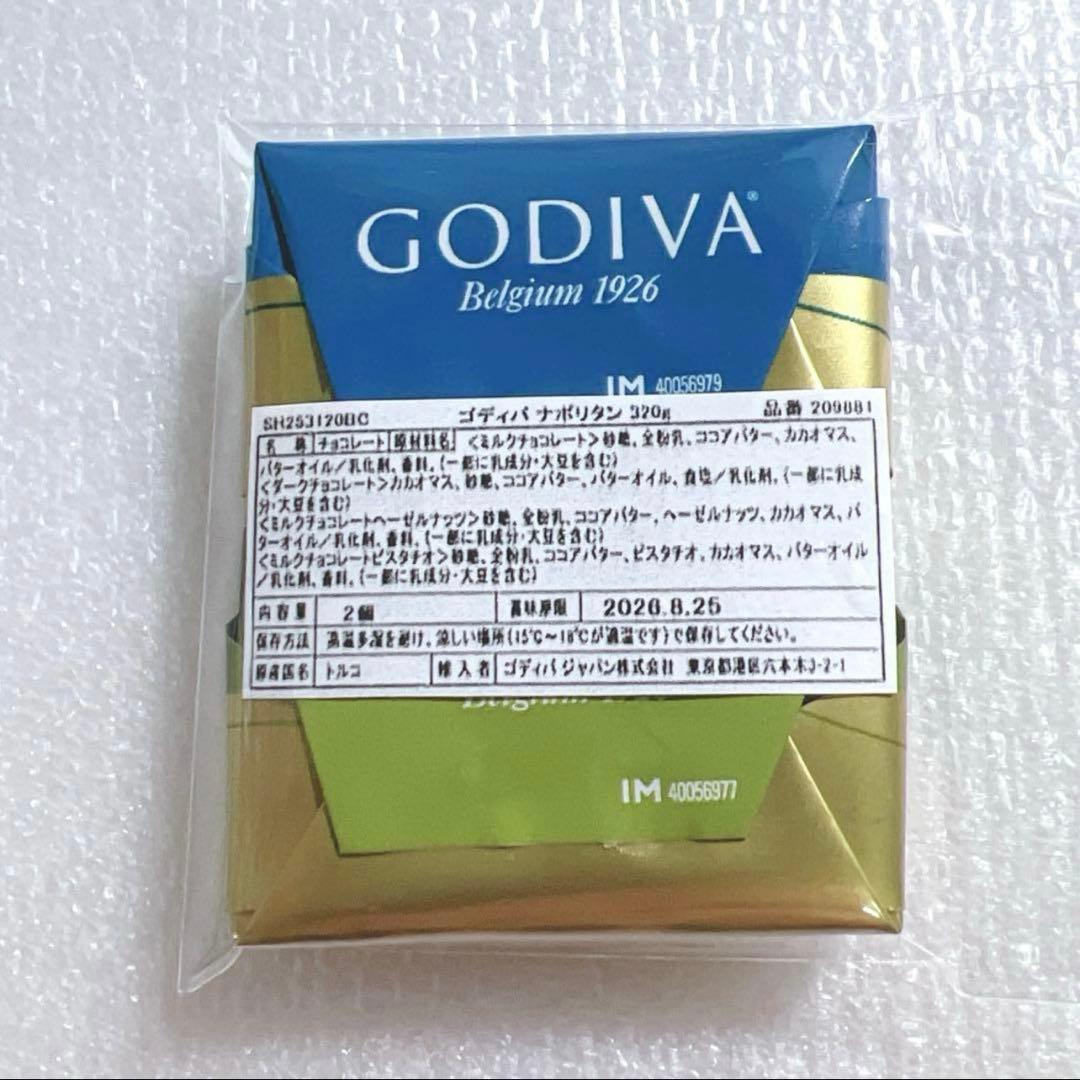 GODIVA®
Belgium 1926
IM 40056979
SH253120BC ゴディバ ナポリタン 320g 品番 209881
名 称 チョコレート 原材料名 <ミルクチョコレート>砂糖、全粉乳、ココアバター、カカオマス、
バターオイル/乳化剤、香料、(一部に乳成分・大豆を含む)
<ダークチョコレート>カカオマス、砂糖、ココアバター、バターオイル、食塩/乳化剤、(一部に乳成
分・大豆を含む)
<ミルクチョコレートヘーゼルナッツ>砂糖、全粉乳、ココアバター、ヘーゼルナッツ、カカオマス、バ
ターオイル/乳化剤、香料、(一部に乳成分・大豆を含む)
<ミルクチョコレートピスタチオ>砂糖、全粉乳、ココアバター、ピスタチオ、カカオマス、バターオイル
/乳化剤、香料、(一部に乳成分・大豆を含む)
内容量 2個 賞味期限 2026.8.25
保存方法 高温多湿を避け、涼しい場所(15℃~18℃が適温です)で保存してください。
原産国名 トルコ 輸入者 ゴディバ ジャパン株式会社 東京都港区六本木3-2-1
Belgium
IM 40056977